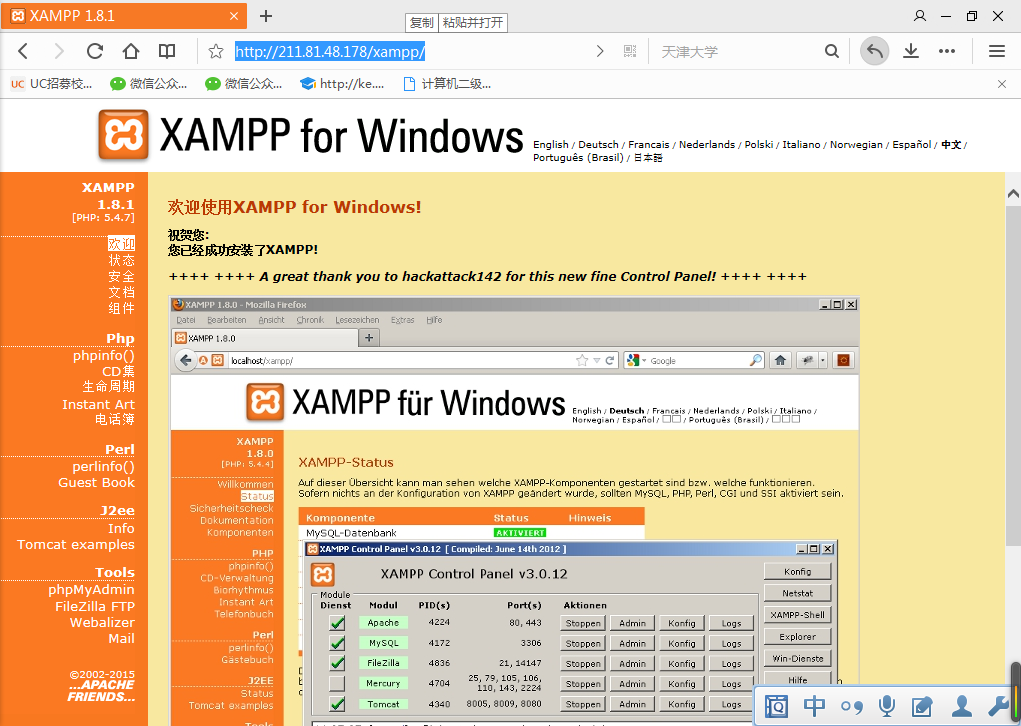 XAMPP 1.8.1
复制 粘贴并打开
http://211.81.48.178/xampp/
天津大学
UC招募校...
微信公众...
微信公众...
http://ke....
计算机二级...
XAMPP for Windows
English / Deutsch / Francais / Nederlands / Polski / Italiano / Norwegian / Español / 中文 /
Português (Brasil) / 日本語
XAMPP
1.8.1
[PHP: 5.4.7]
欢迎
状态
安全
文档
组件
Php
phpinfo()
CD集
生命周期
Instant Art
电话簿
Perl
perlinfo()
Guest Book
J2ee
Info
Tomcat examples
Tools
phpMyAdmin
FileZilla FTP
Webalizer
Mail
©2002-2015
...APACHE
FRIENDS...
欢迎使用XAMPP for Windows!
祝贺您:
您已经成功安装了XAMPP!
++++ ++++ A great thank you to hackattack142 for this new fine Control Panel! ++++ ++++
XAMPP 1.8.0 - Mozilla Firefox
Datei Bearbeiten Ansicht Chronik Lesezeichen Extras Hilfe
XAMPP 1.8.0
localhost/xampp/
Google
XAMPP für Windows
English / Deutsch / Francais / Nederlands / Polski / Italiano /
Norwegian / Español / □□ / Português (Brasil) / □□□
XAMPP
1.8.0
[PHP: 5.4.4]
Willkommen
Status
Sicherheitscheck
Dokumentation
Komponenten
PHP
phpinfo()
CD-Verwaltung
Biorhythmus
Instant Art
Telefonbuch
Perl
perlinfo()
Gästebuch
J2EE
Status
Tomcat examples
Tools
XAMPP-Status
Auf dieser Übersicht kann man sehen welche XAMPP-Komponenten gestartet sind bzw. welche funktionieren.
Sofern nichts an der Konfiguration von XAMPP geändert wurde, sollten MySQL, PHP, Perl, CGI und SSI aktiviert sein.
Komponente Status Hinweis
MySQL-Datenbank AKTIVIERT
XAMPP Control Panel v3.0.12 [ Compiled: June 14th 2012 ]
XAMPP Control Panel v3.0.12
Module
Dienst Modul PID(s) Port(s) Aktionen
Apache 4224 80, 443 Stoppen Admin Konfig Logs
MySQL 4172 3306 Stoppen Admin Konfig Logs
FileZilla 4836 21, 14147 Stoppen Admin Konfig Logs
Mercury 4704 25, 79, 105, 106, 110, 143, 2224 Stoppen Admin Konfig Logs
Tomcat 4340 8005, 8009, 8080 Stoppen Admin Konfig Logs
Konfig
Netstat
XAMPP-Shell
Explorer
Win-Dienste
Hilfe
中